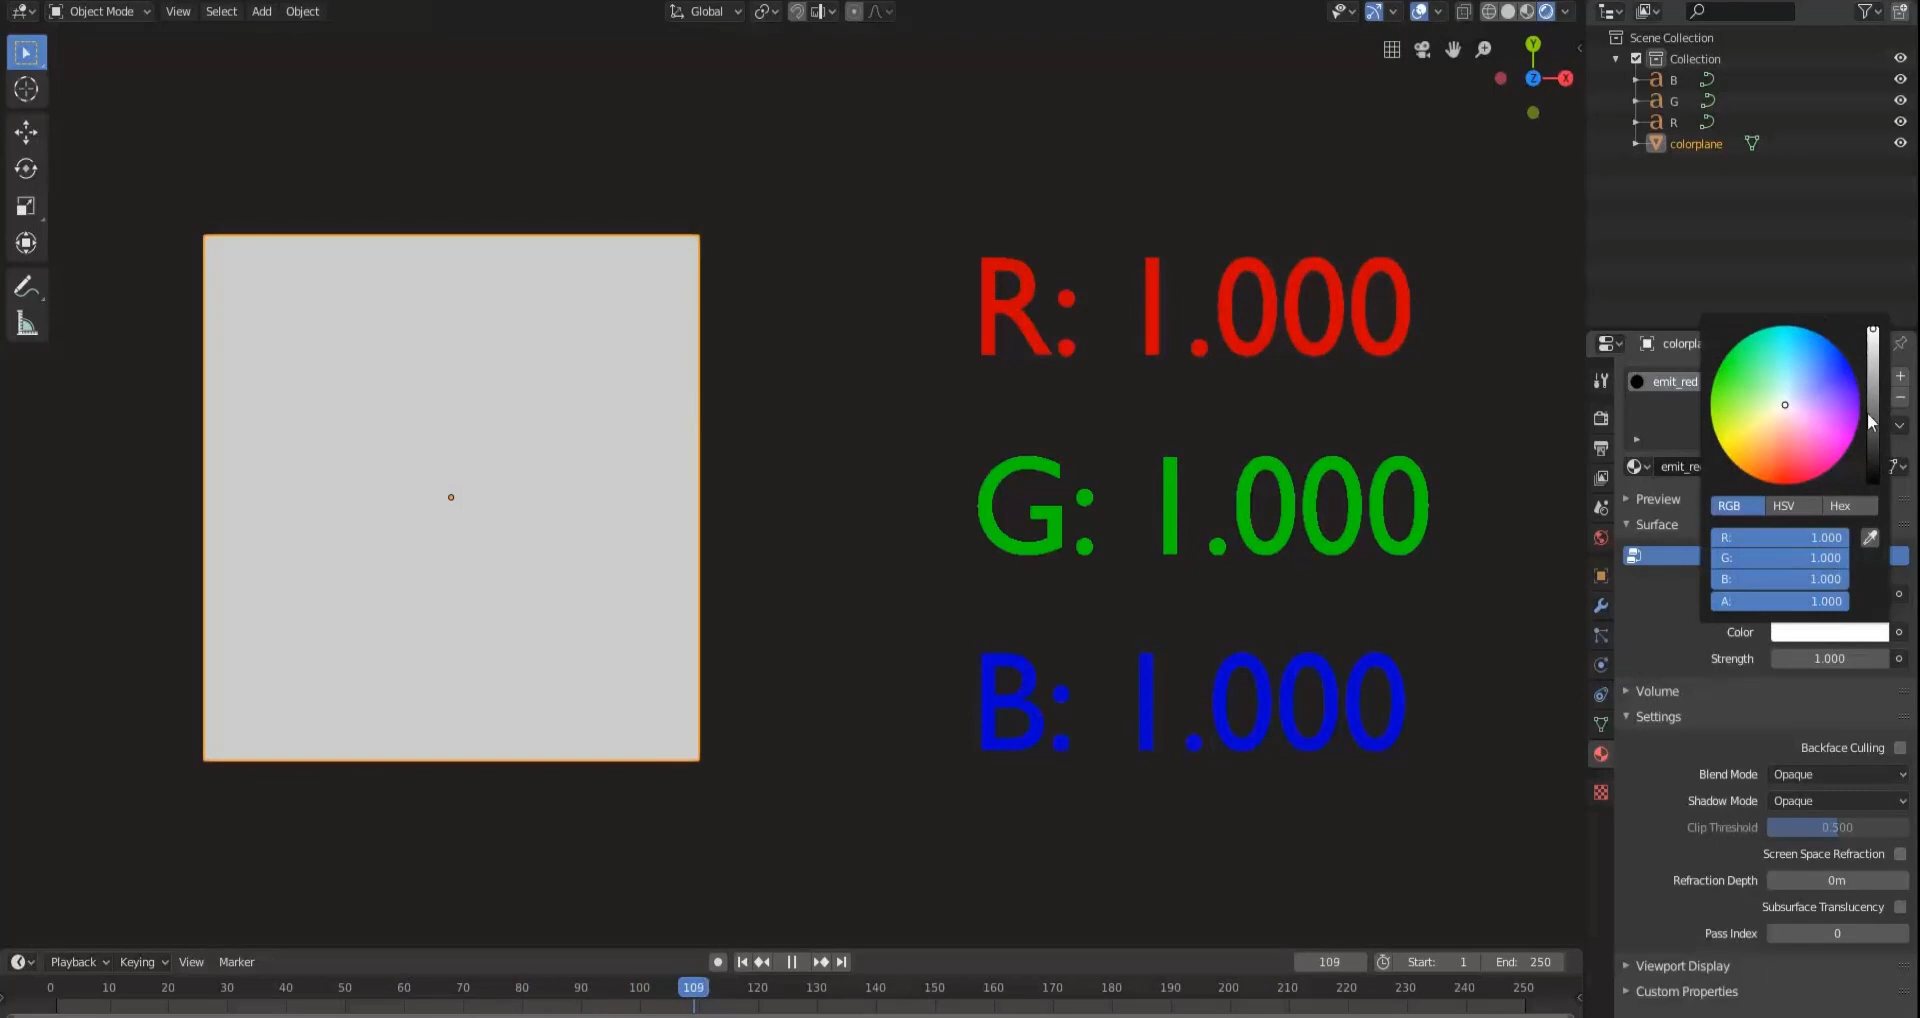 Object Mode View Select Add Object Global
Scene Collection
Collection
B
G
R
colorplane
R: 1.000
G: 1.000
B: 1.000
colorpla
emit_red
emit_re
RGB HSV Hex
Preview
Surface
R: 1.000
G: 1.000
B: 1.000
A: 1.000
Color
Strength 1.000
Volume
Settings
Backface Culling
Blend Mode Opaque
Shadow Mode Opaque
Clip Threshold 0.500
Screen Space Refraction
Refraction Depth 0m
Subsurface Translucency
Pass Index 0
Viewport Display
Custom Properties
Y
Z X
Playback Keying View Marker 109 Start: 1 End: 250
0 10 20 30 40 50 60 70 80 90 100 109 120 130 140 150 160 170 180 190 200 210 220 230 240 250